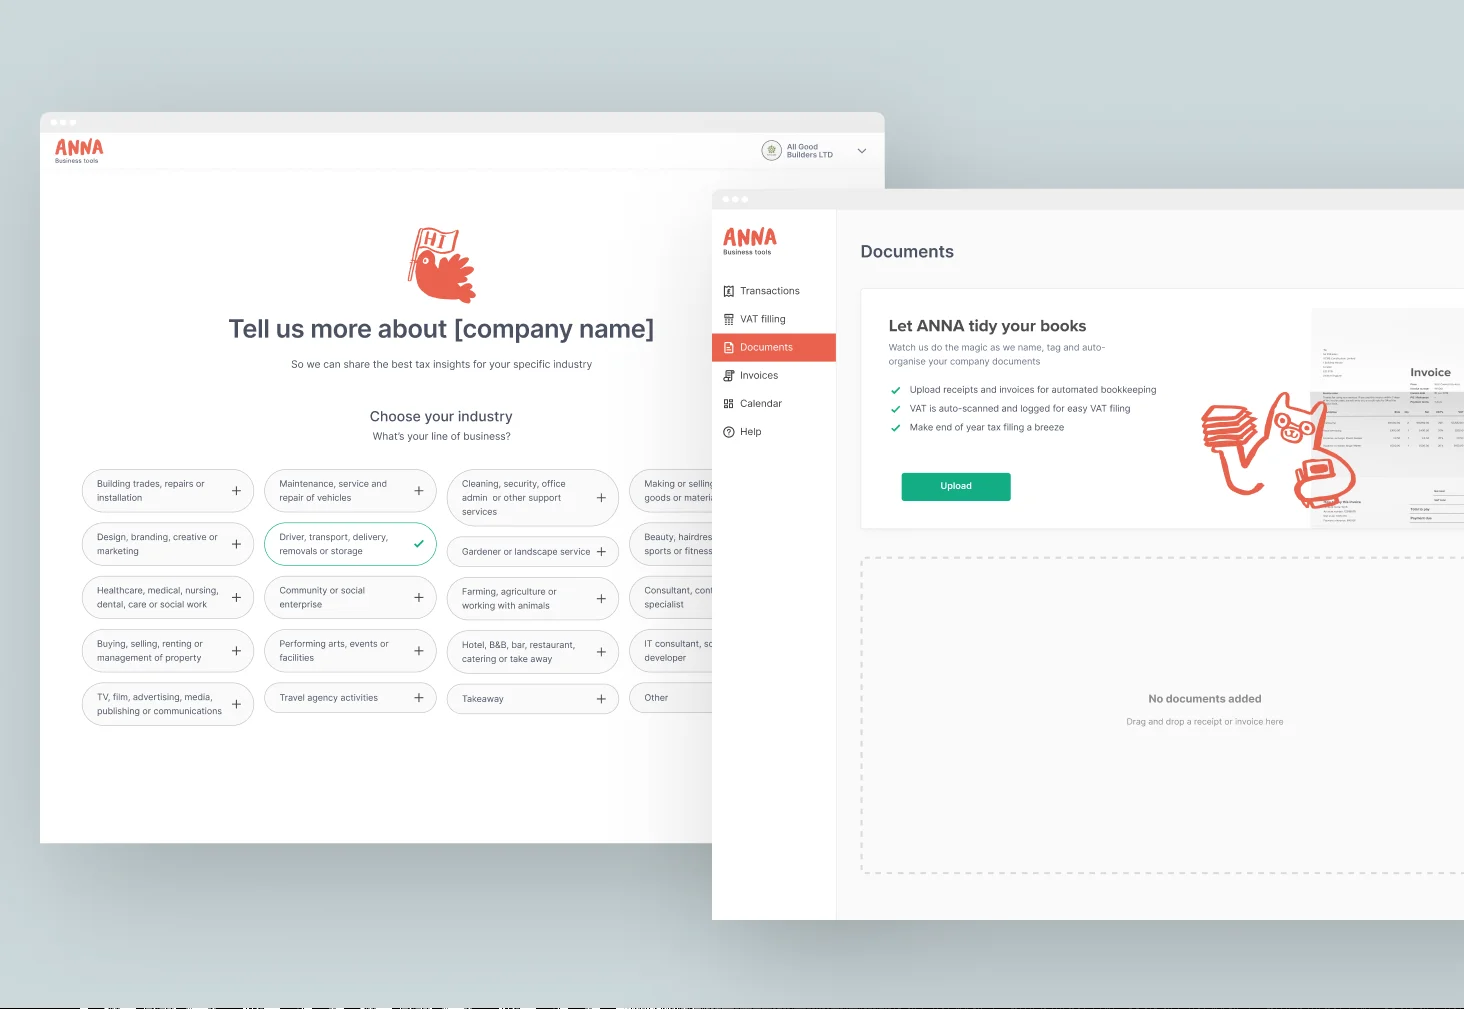 ANNA
Business tools
All Good
Builders LTD
HI
Tell us more about [company name]
So we can share the best tax insights for your specific industry
Choose your industry
What's your line of business?
Building trades, repairs or
installation
Design, branding, creative or
marketing
Healthcare, medical, nursing,
dental, care or social work
Buying, selling, renting or
management of property
TV, film, advertising, media,
publishing or communications
Maintenance, service and
repair of vehicles
Driver, transport, delivery,
removals or storage
Community or social
enterprise
Performing arts, events or
facilities
Travel agency activities
Cleaning, security, office
admin or other support
services
Gardener or landscape service
Farming, agriculture or
working with animals
Hotel, B&B, bar, restaurant,
catering or take away
Takeaway
Making or selling
goods or
Beauty,
sports or fitness
Consultant,
specialist
IT consultant,
developer
Other
ANNA
Business tools
Transactions
VAT filling
Documents
Invoices
Calendar
Help
Documents
Let ANNA tidy your books
Watch us do the magic as we name, tag and auto-
organise your company documents
Upload receipts and invoices for automated bookkeeping
VAT is auto-scanned and logged for easy VAT filing
Make end of year tax filing a breeze
Upload
Invoice
No documents added
Drag and drop a receipt or invoice here